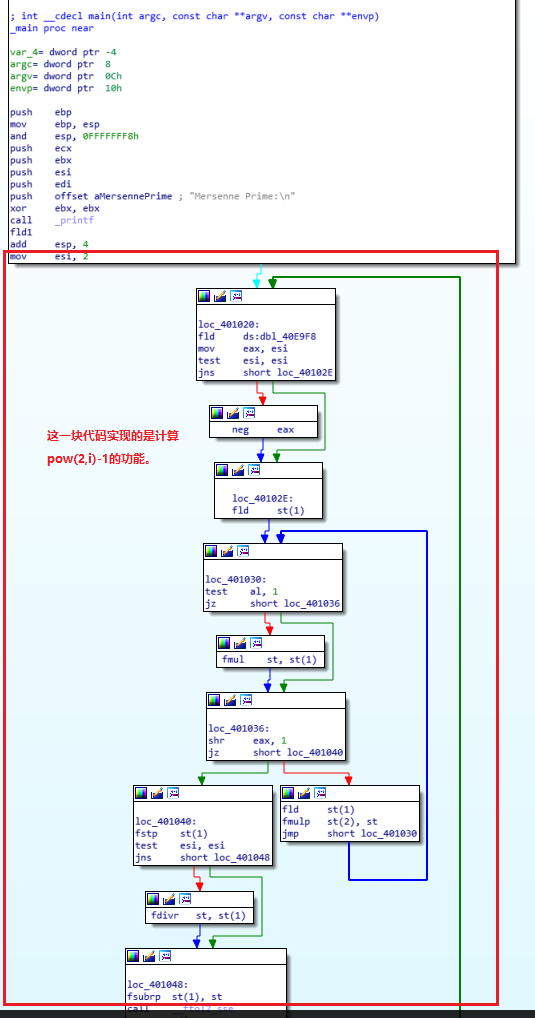 ; int __cdecl main(int argc, const char **argv, const char **envp)
_main proc near
var_4= dword ptr -4
argc= dword ptr  8
argv= dword ptr  0Ch
envp= dword ptr  10h
push    ebp
mov     ebp, esp
and     esp, 0FFFFFFF8h
push    ecx
push    ebx
push    esi
push    edi
push    offset aMersennePrime ; "Mersenne Prime:\n"
xor     ebx, ebx
call    _printf
fld1
add     esp, 4
mov     esi, 2
loc_401020:
fld     ds:dbl_40E9F8
mov     eax, esi
test    esi, esi
jns     short loc_40102E
neg     eax
这一块代码实现的是计算
pow(2,i)-1的功能。
loc_40102E:
fld     st(1)
loc_401030:
test    al, 1
jz      short loc_401036
fmul    st, st(1)
loc_401036:
shr     eax, 1
jz      short loc_401040
loc_401040:
fstp    st(1)
test    esi, esi
jns     short loc_401048
fld     st(1)
fmulp   st(2), st
jmp     short loc_401030
fdivr   st, st(1)
loc_401048:
fsubrp  st(1), st
call